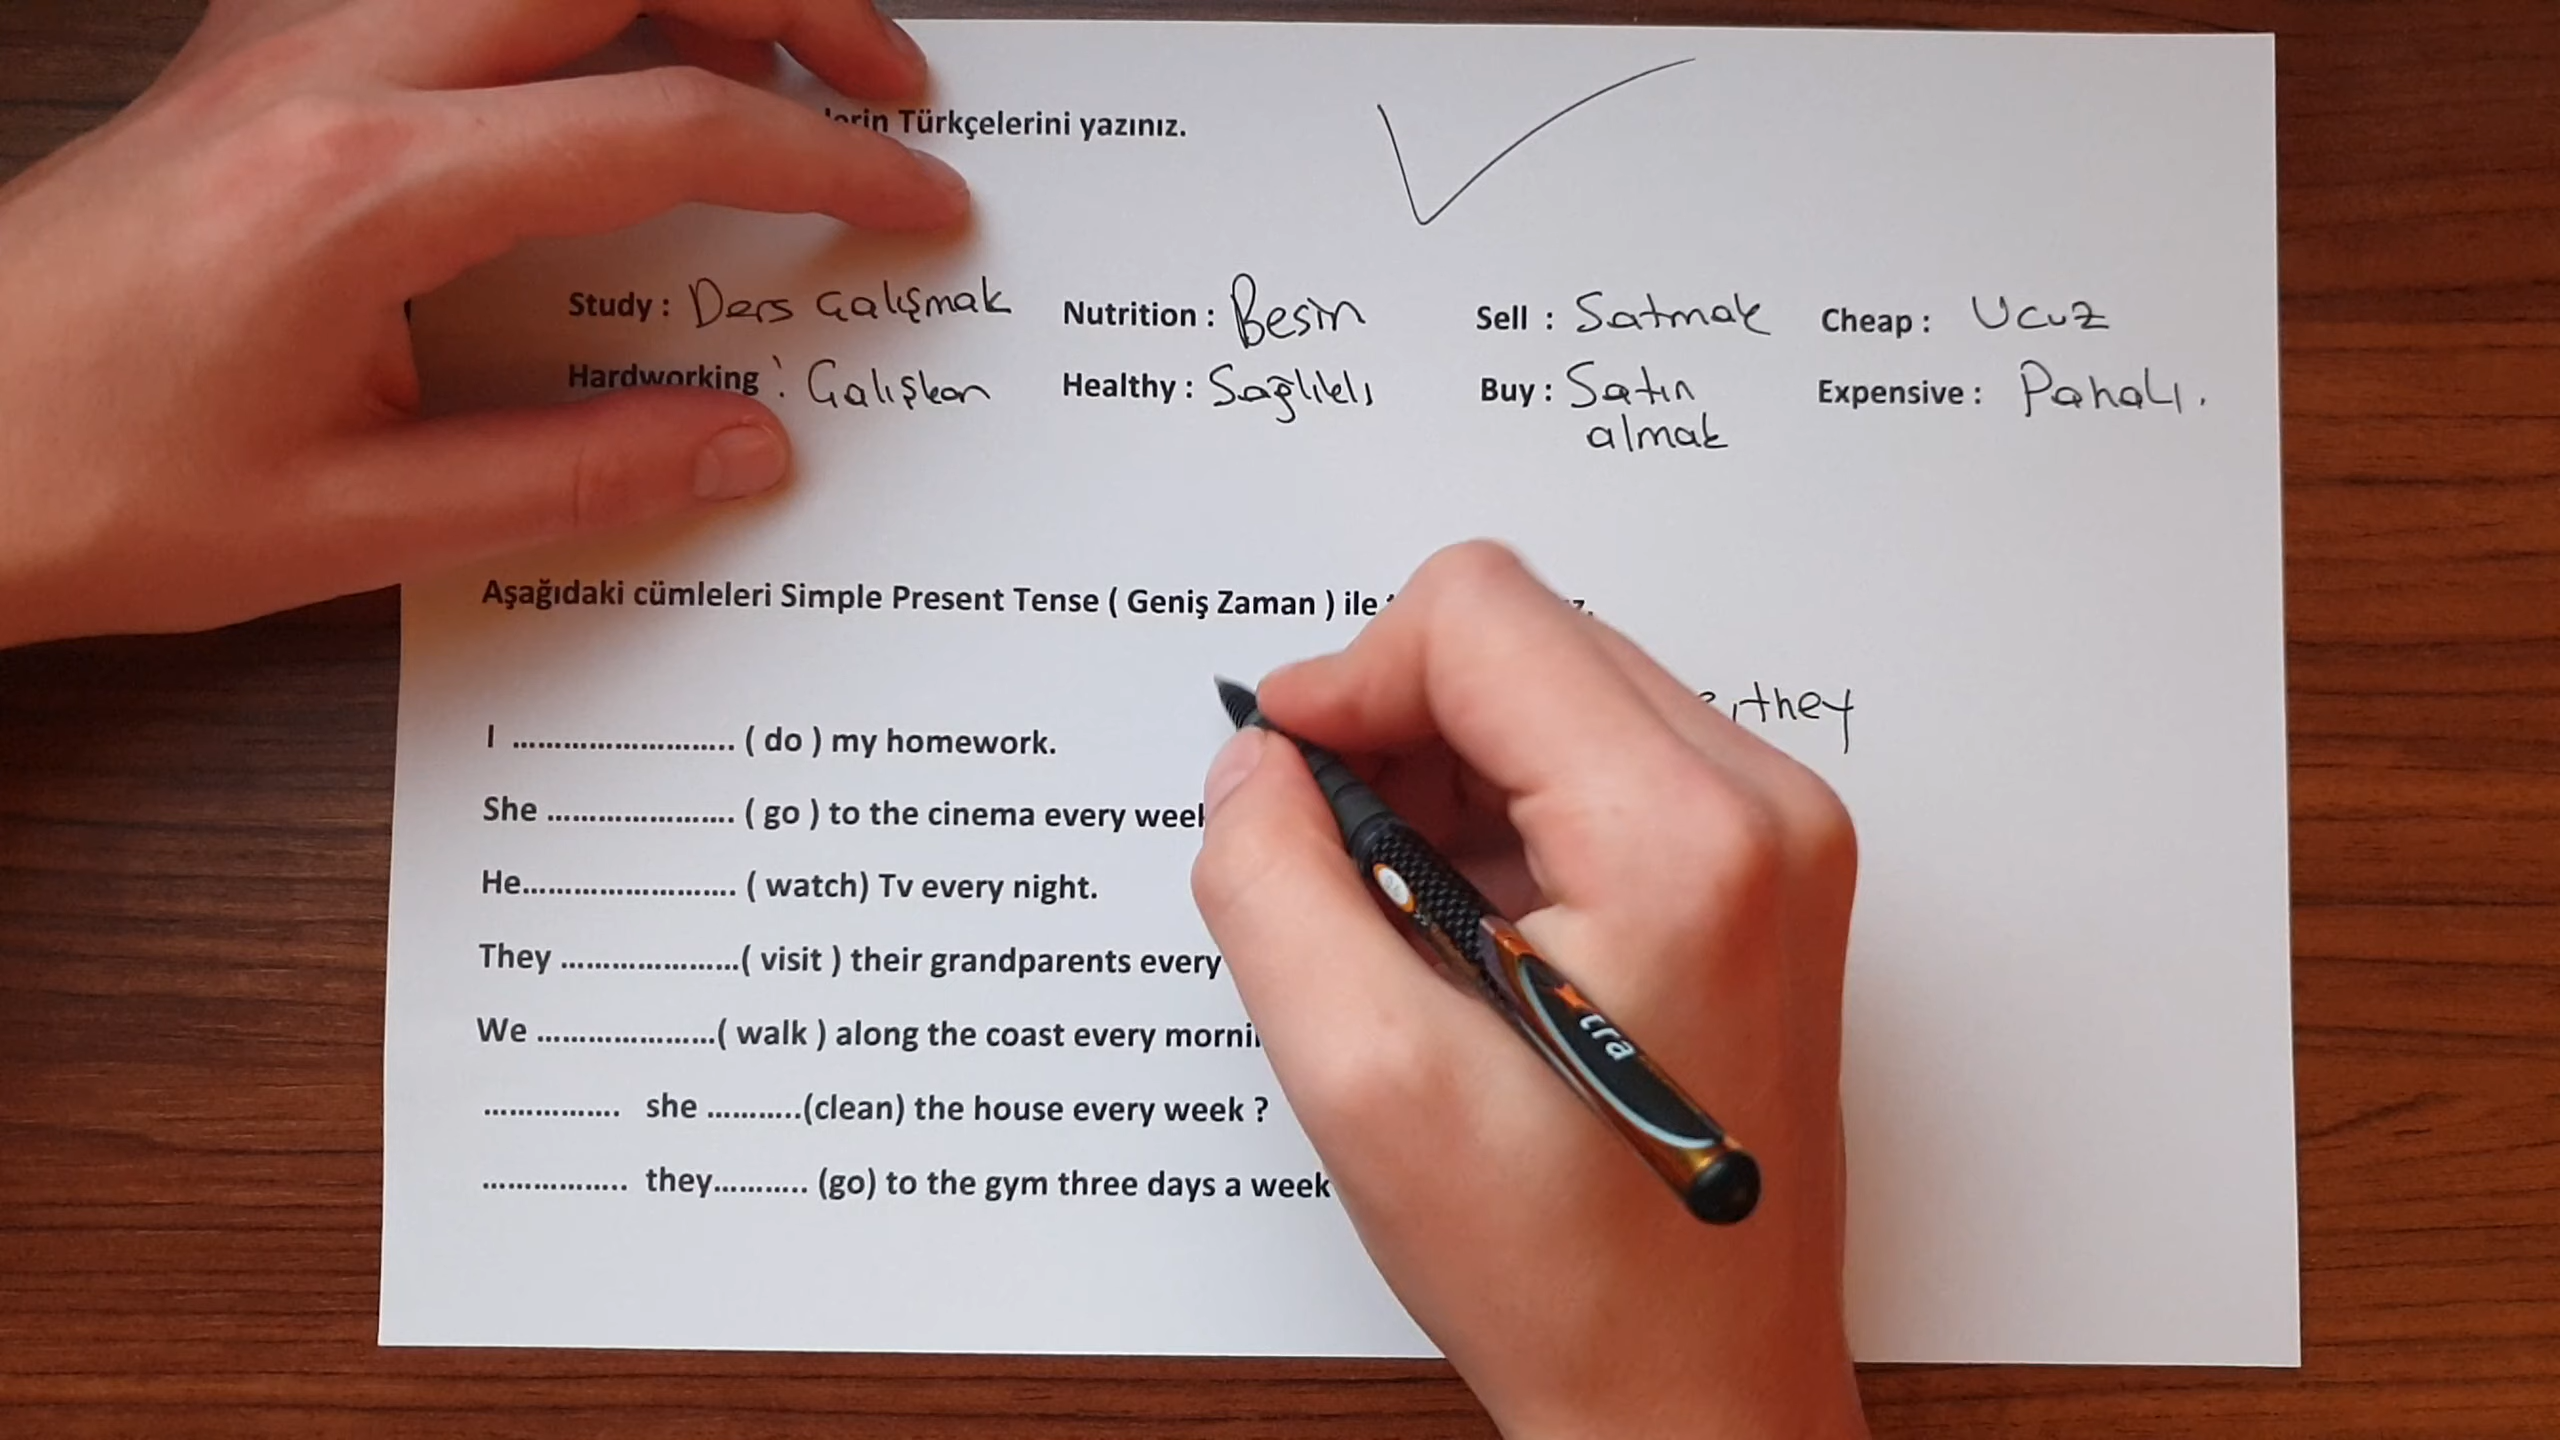 Türkçelerini yazınız.
Study : Ders Çalışmak Nutrition : Besin Sell : Satmak Cheap : Ucuz
Hardworking : Çalışkan Healthy : Sağlıklı Buy : Satın almak Expensive : Pahalı.
Aşağıdaki cümleleri Simple Present Tense ( Geniş Zaman ) ile
, they
I ........................... ( do ) my homework.
She ....................... ( go ) to the cinema every
He.......................... ( watch) Tv every night.
They ......................( visit ) their grandparents every
We ......................( walk ) along the coast every
................ she ...........(clean) the house every week ?
................. they........... (go) to the gym three days a week
xtra